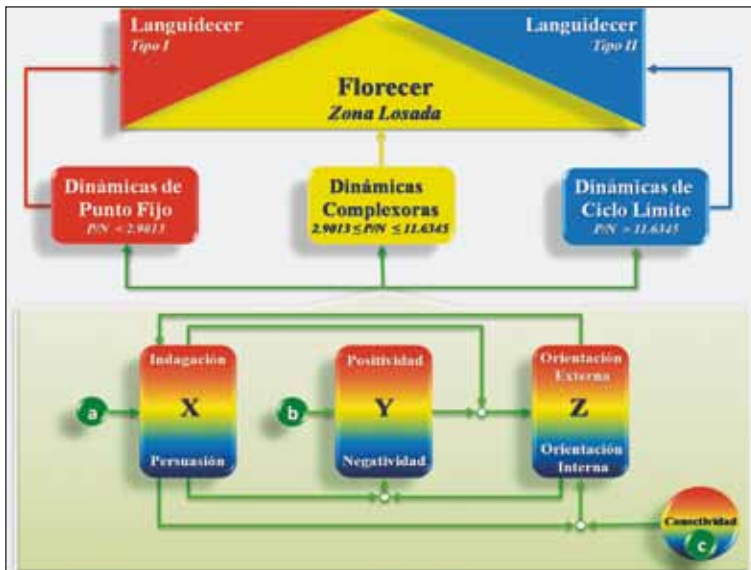 Languidecer
Tipo I
Languidecer
Tipo II
Florecer
Zona Losada
Dinámicas de
Punto Fijo
P/N < 2.9013
Dinámicas
Complexoras
2.9013 ≤ P/N ≤ 11.6345
Dinámicas de
Ciclo Límite
P/N > 11.6345
Indagación
X
Persuasión
Positividad
Y
Negatividad
Orientación
Externa
Z
Orientación
Interna
a
b
Conectividad
c